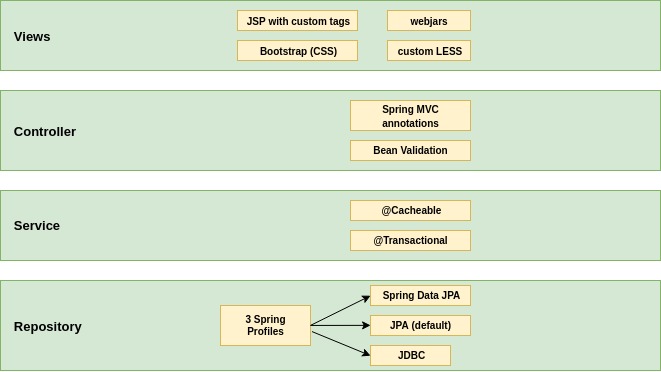 Views
JSP with custom tags
webjars
Bootstrap (CSS)
custom LESS
Controller
Spring MVC
annotations
Bean Validation
Service
@Cacheable
@Transactional
Repository
3 Spring
Profiles
Spring Data JPA
JPA (default)
JDBC